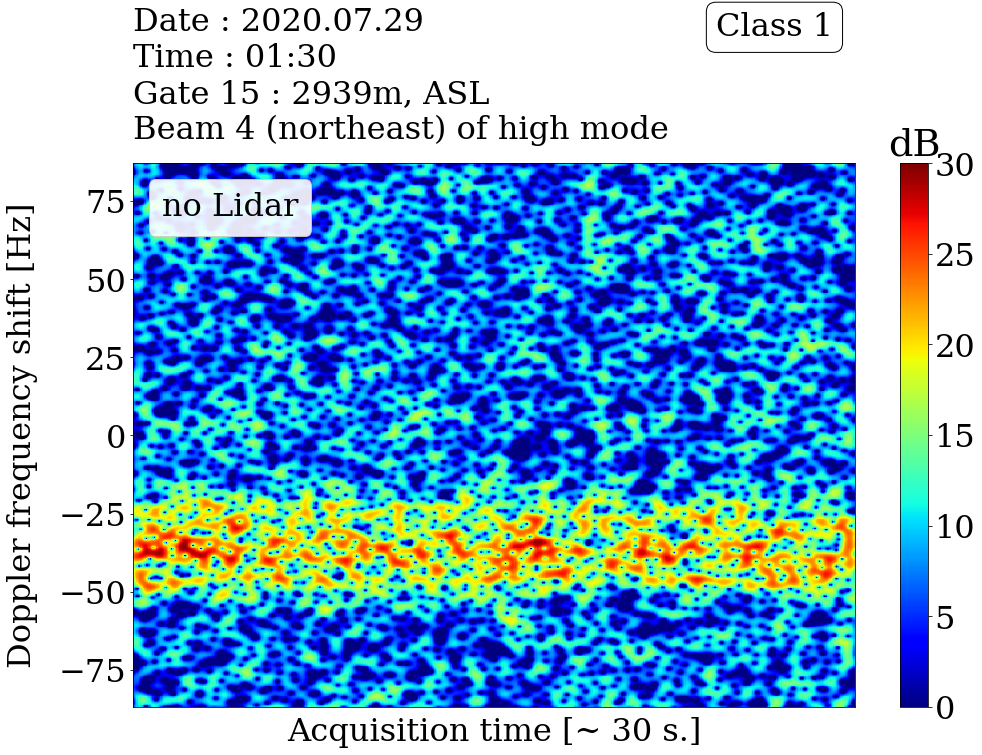 Date : 2020.07.29
Time : 01:30
Gate 15 : 2939m, ASL
Beam 4 (northeast) of high mode
Class 1
dB
no Lidar
Doppler frequency shift [Hz]
75
50
25
0
−25
−50
−75
30
25
20
15
10
5
0
Acquisition time [~ 30 s.]